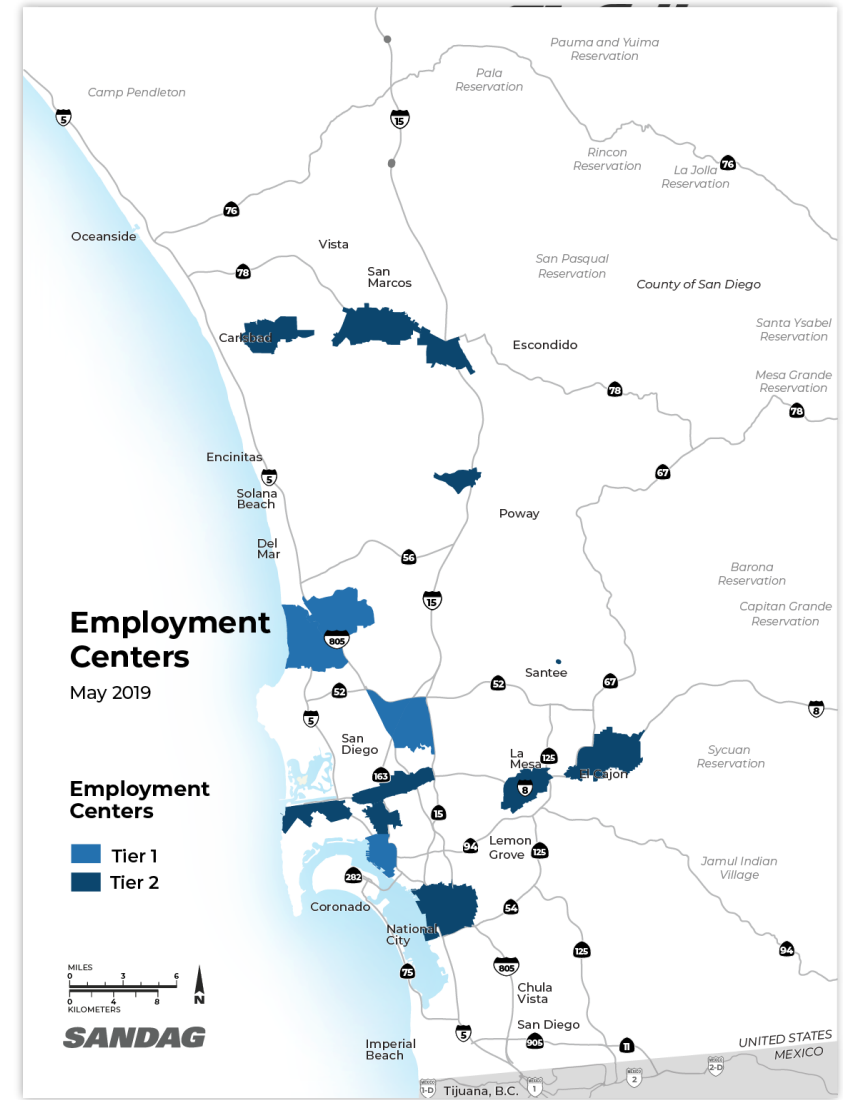 Pauma and Yuima
Reservation
Pala
Reservation
Camp Pendleton
5
15
Rincon
Reservation
La Jolla
Reservation
76
76
Oceanside
Vista
78
San
Marcos
San Pasqual
Reservation
County of San Diego
Santa Ysabel
Reservation
Carlsbad
Escondido
Mesa Grande
Reservation
78
78
Encinitas
5
67
Solana
Beach
Poway
Del
Mar
56
Barona
Reservation
15
Capitan Grande
Reservation
Employment
Centers
805
May 2019
Santee
52
52
67
5
8
San
Diego
La
Mesa
125
Sycuan
Reservation
163
El Cajon
8
Employment
Centers
15
94
Lemon
Grove
125
Tier 1
Tier 2
Jamul Indian
Village
282
Coronado
54
National
City
125
94
805
75
MILES
0 3 6
0 4 8
KILOMETERS
N
Chula
Vista
SANDAG
San Diego
5
905
11
Imperial
Beach
UNITED STATES
MEXICO
1-D
Tijuana, B.C.
1
2
2-D